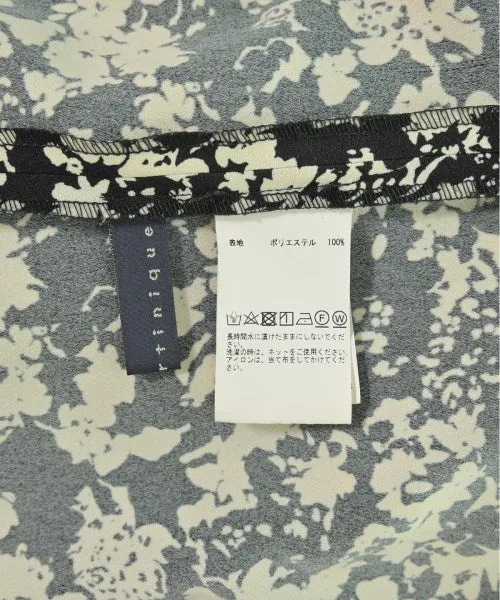 rtinique
表地 ポリエステル 100%
F W
長時間水に漬けたままにしないでください。
洗濯の時は、ネットをご使用ください。
アイロンは、当て布をしてかけてください。